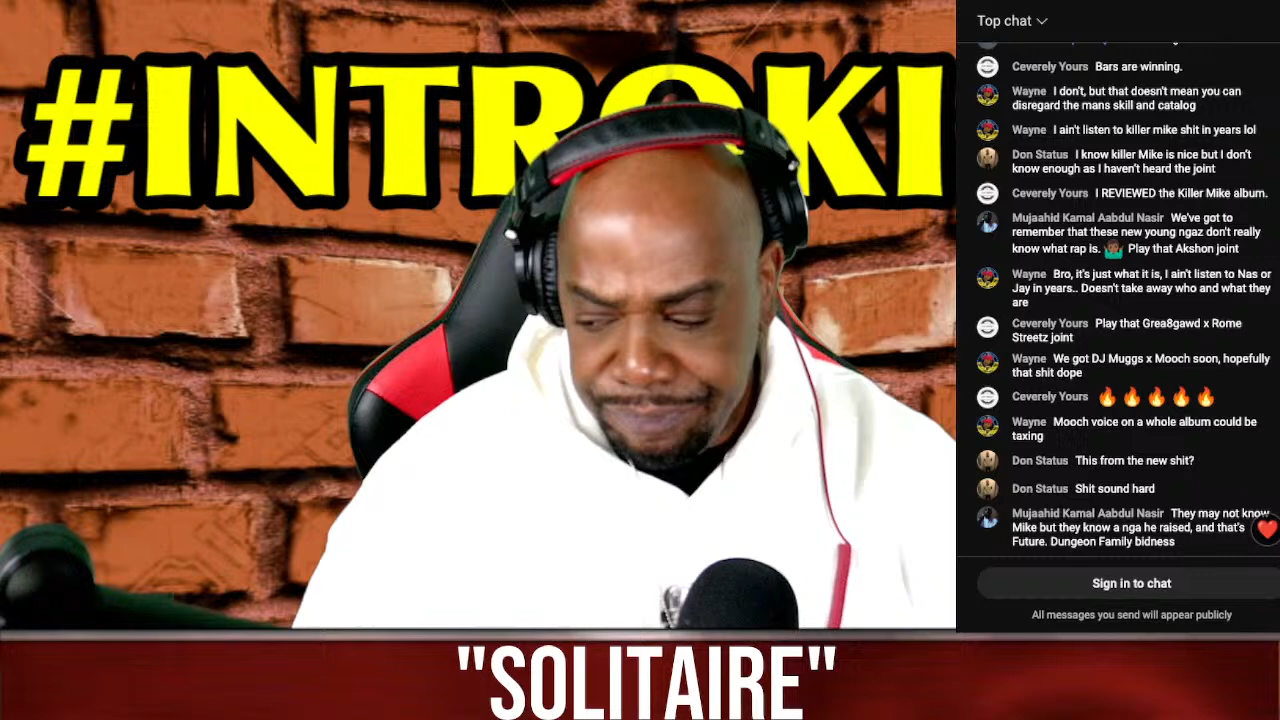 #INTROKI
Top chat
Ceverely Yours Bars are winning.
Wayne I don't, but that doesn't mean you can
disregard the mans skill and catalog
Wayne I ain't listen to killer mike shit in years lol
Don Status I know killer Mike is nice but I don't
know enough as I haven't heard the joint
Ceverely Yours I REVIEWED the Killer Mike album.
Mujaahid Kamal Aabdul Nasir We've got to
remember that these new young ngaz don't really
know what rap is. 🤷🏾‍♂️ Play that Akshon joint
Wayne Bro, it's just what it is, I ain't listen to Nas or
Jay in years.. Doesn't take away who and what they
are
Ceverely Yours Play that Grea8gawd x Rome
Streetz joint
Wayne We got DJ Muggs x Mooch soon, hopefully
that shit dope
Ceverely Yours 🔥🔥🔥🔥🔥
Wayne Mooch voice on a whole album could be
taxing
Don Status This from the new shit?
Don Status Shit sound hard
Mujaahid Kamal Aabdul Nasir They may not know
Mike but they know a nga he raised, and that's
Future. Dungeon Family bidness
Sign in to chat
All messages you send will appear publicly
"SOLITAIRE"